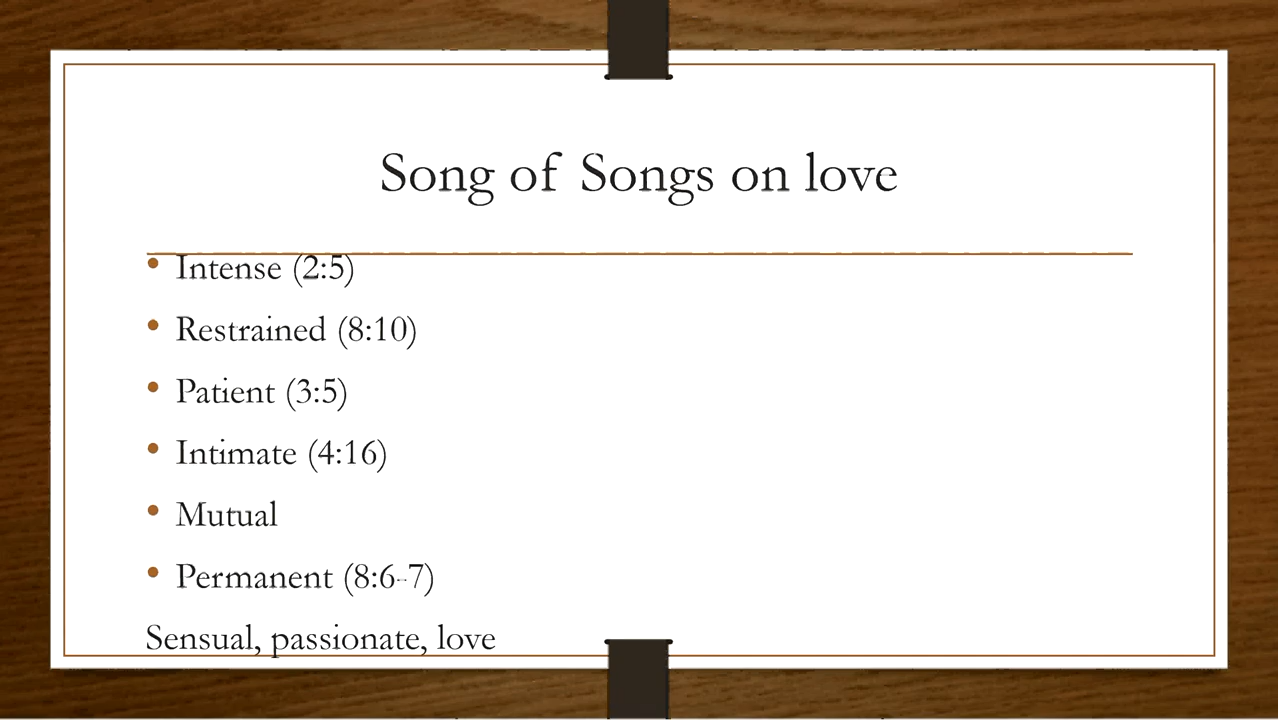 Song of Songs on love
• Intense (2:5)
• Restrained (8:10)
• Patient (3:5)
• Intimate (4:16)
• Mutual
• Permanent (8:6-7)
Sensual, passionate, love